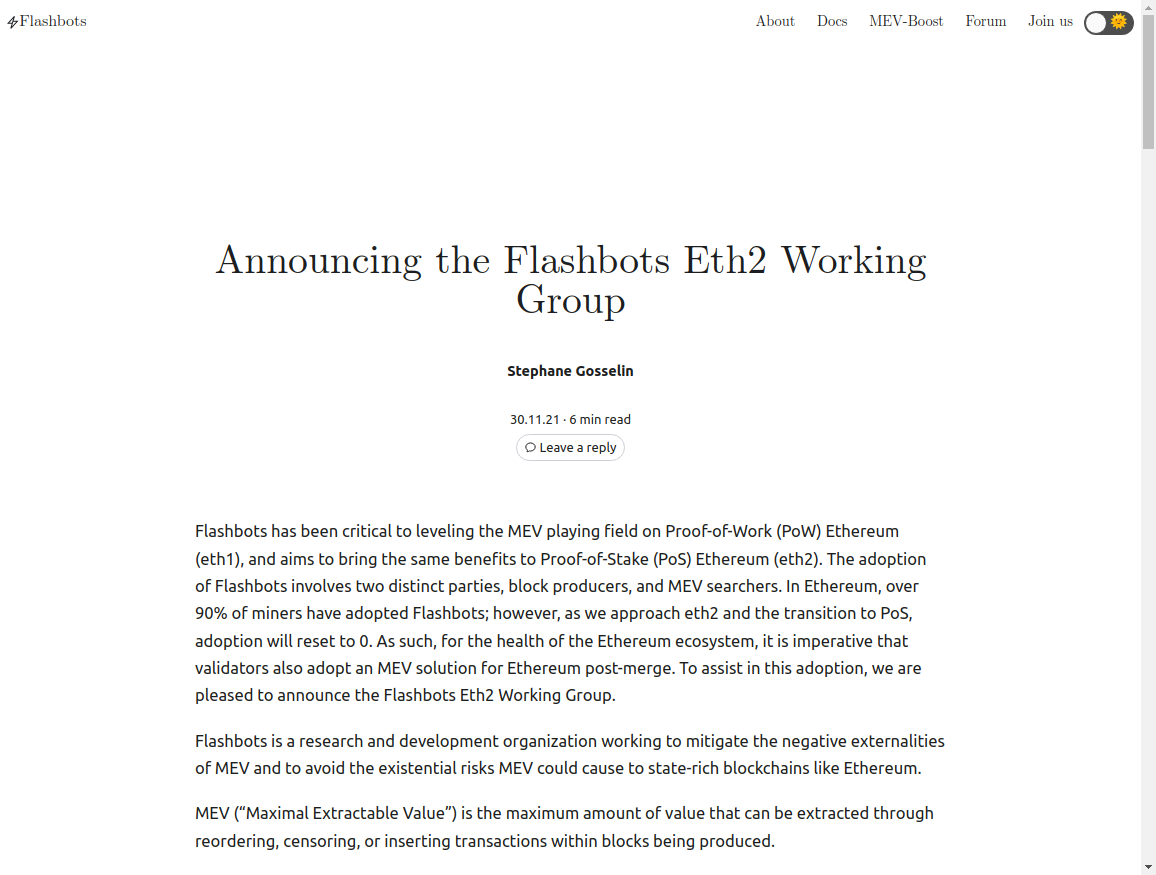 Flashbots
About Docs MEV-Boost Forum Join us
Announcing the Flashbots Eth2 Working
Group
Stephane Gosselin
30.11.21 · 6 min read
Leave a reply
Flashbots has been critical to leveling the MEV playing field on Proof-of-Work (PoW) Ethereum
(eth1), and aims to bring the same benefits to Proof-of-Stake (PoS) Ethereum (eth2). The adoption
of Flashbots involves two distinct parties, block producers, and MEV searchers. In Ethereum, over
90% of miners have adopted Flashbots; however, as we approach eth2 and the transition to PoS,
adoption will reset to 0. As such, for the health of the Ethereum ecosystem, it is imperative that
validators also adopt an MEV solution for Ethereum post-merge. To assist in this adoption, we are
pleased to announce the Flashbots Eth2 Working Group.
Flashbots is a research and development organization working to mitigate the negative externalities
of MEV and to avoid the existential risks MEV could cause to state-rich blockchains like Ethereum.
MEV (“Maximal Extractable Value”) is the maximum amount of value that can be extracted through
reordering, censoring, or inserting transactions within blocks being produced.